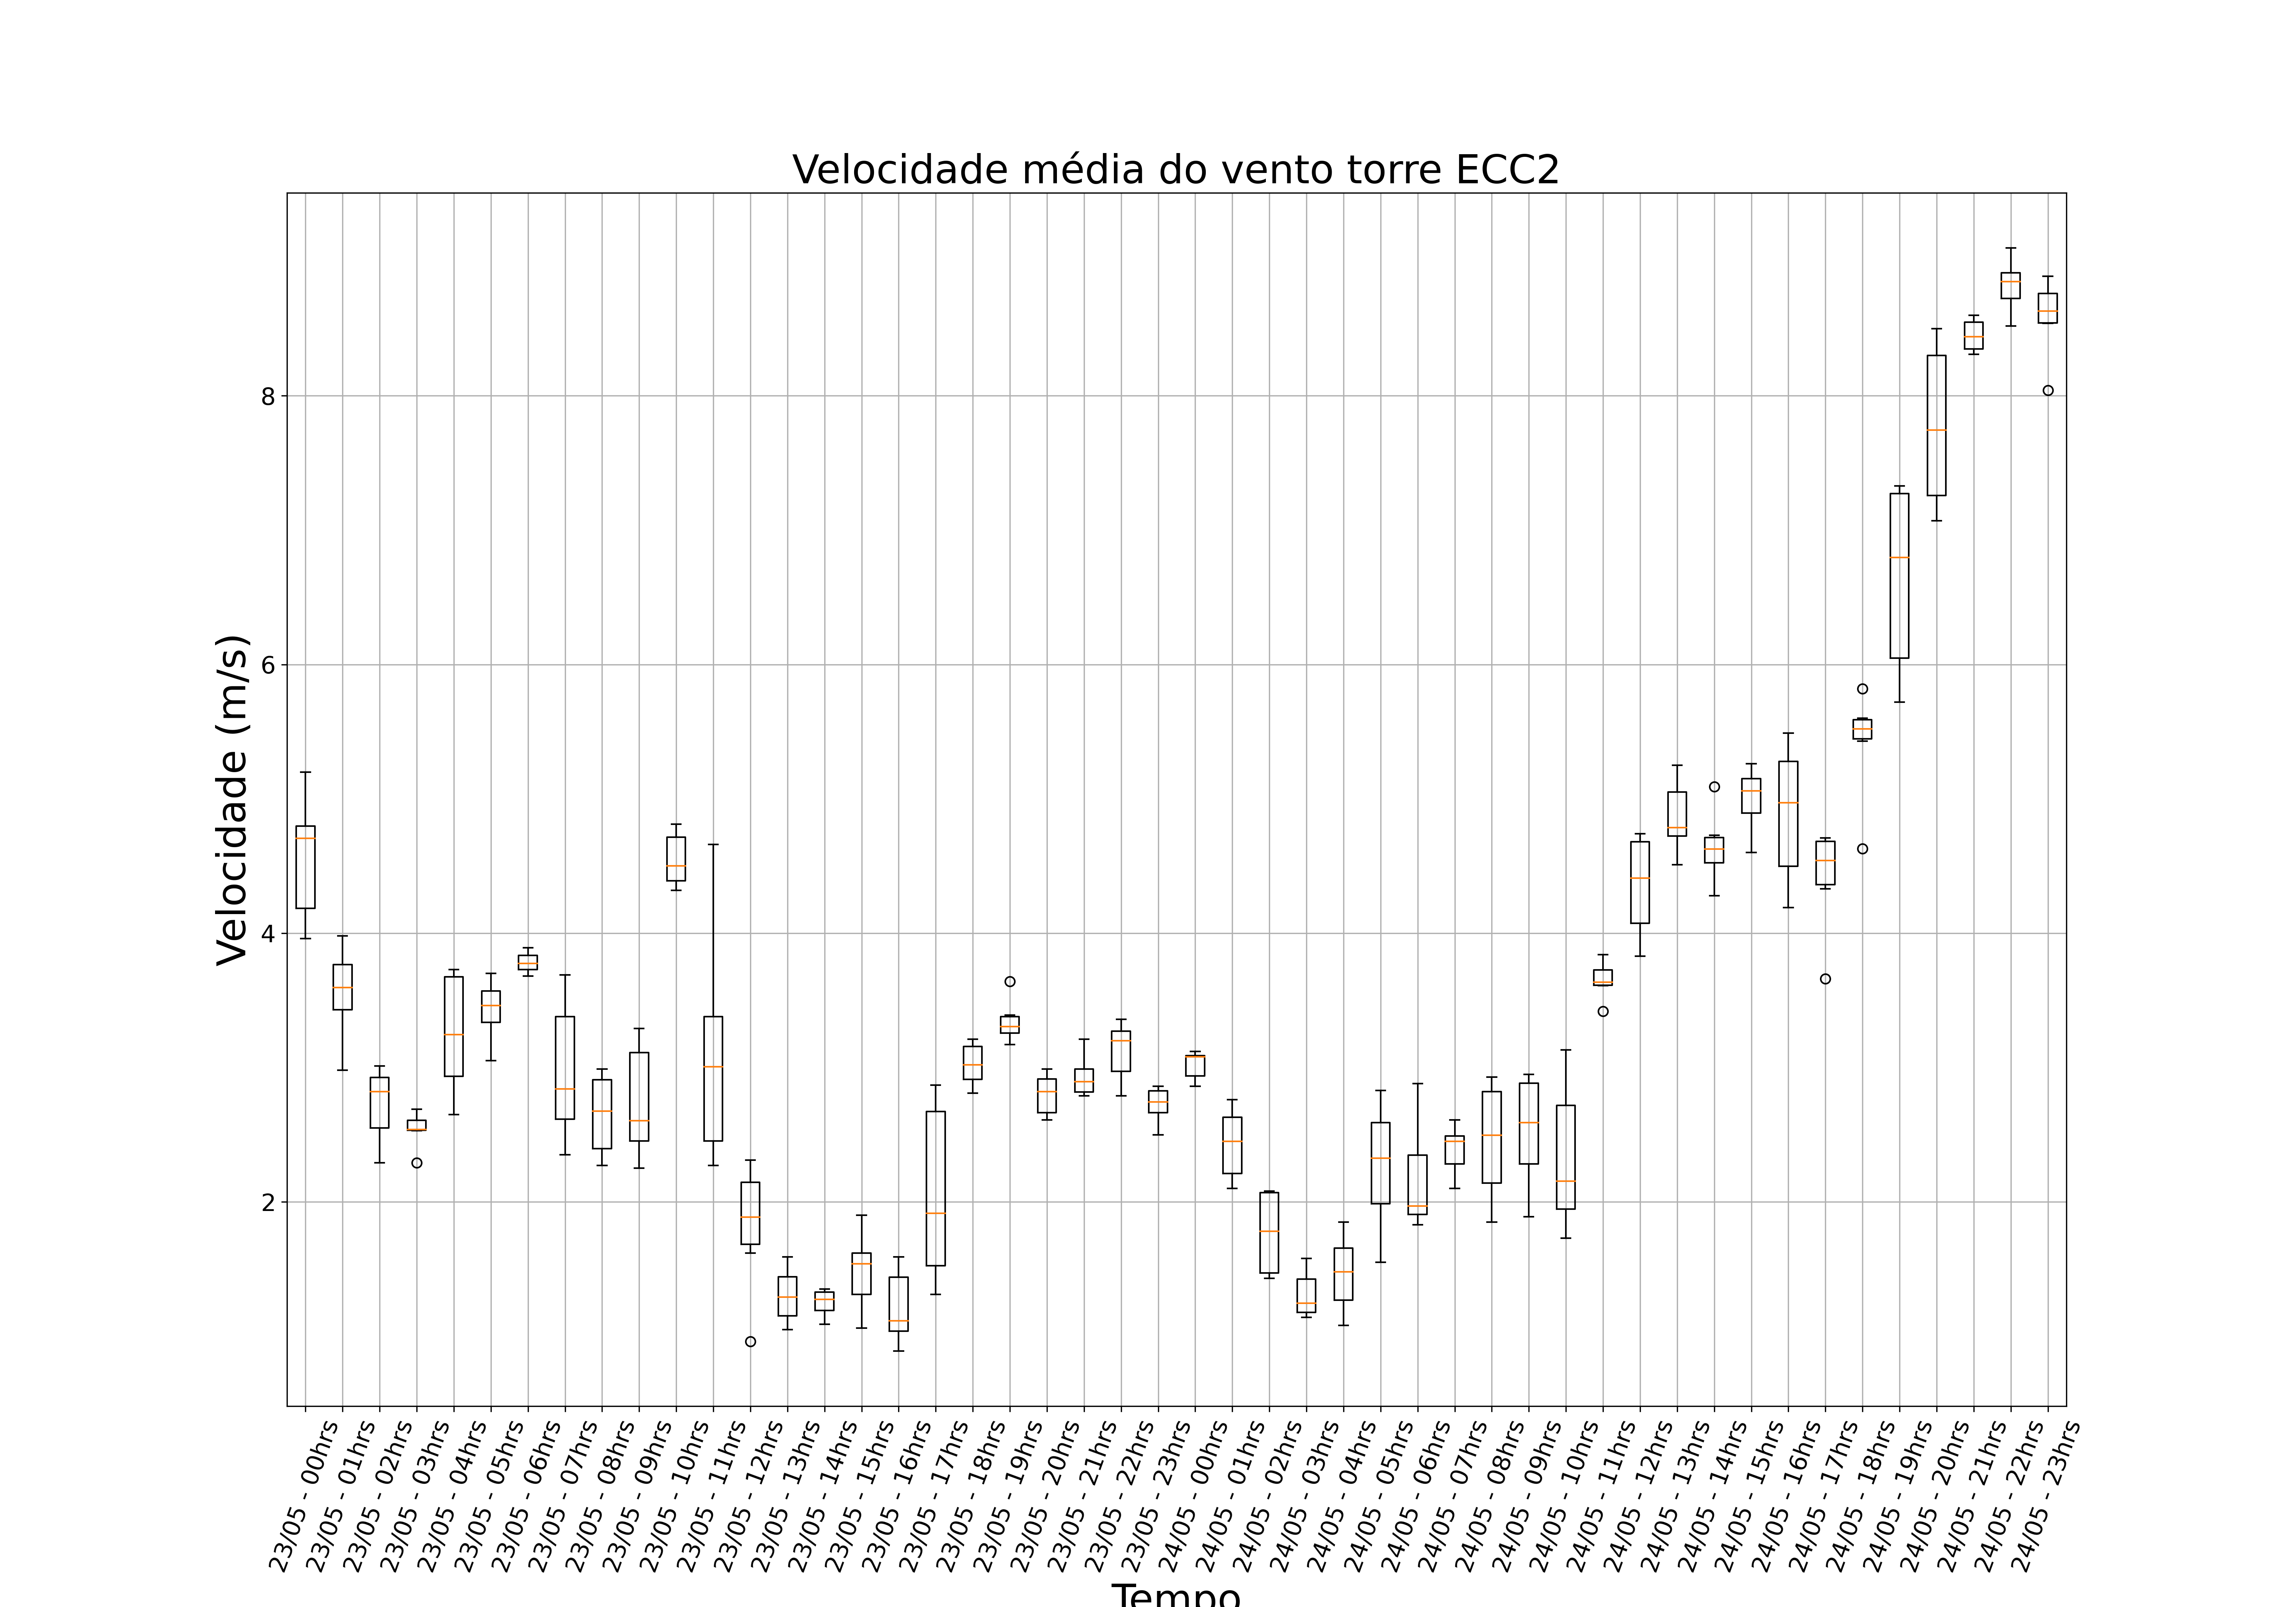 Velocidade média do vento torre ECC2
Velocidade (m/s)
8
6
4
2
23/05 - 00hrs
23/05 - 01hrs
23/05 - 02hrs
23/05 - 03hrs
23/05 - 04hrs
23/05 - 05hrs
23/05 - 06hrs
23/05 - 07hrs
23/05 - 08hrs
23/05 - 09hrs
23/05 - 10hrs
23/05 - 11hrs
23/05 - 12hrs
23/05 - 13hrs
23/05 - 14hrs
23/05 - 15hrs
23/05 - 16hrs
23/05 - 17hrs
23/05 - 18hrs
23/05 - 19hrs
23/05 - 20hrs
23/05 - 21hrs
23/05 - 22hrs
23/05 - 23hrs
24/05 - 00hrs
24/05 - 01hrs
24/05 - 02hrs
24/05 - 03hrs
24/05 - 04hrs
24/05 - 05hrs
24/05 - 06hrs
24/05 - 07hrs
24/05 - 08hrs
24/05 - 09hrs
24/05 - 10hrs
24/05 - 11hrs
24/05 - 12hrs
24/05 - 13hrs
24/05 - 14hrs
24/05 - 15hrs
24/05 - 16hrs
24/05 - 17hrs
24/05 - 18hrs
24/05 - 19hrs
24/05 - 20hrs
24/05 - 21hrs
24/05 - 22hrs
24/05 - 23hrs
Tempo